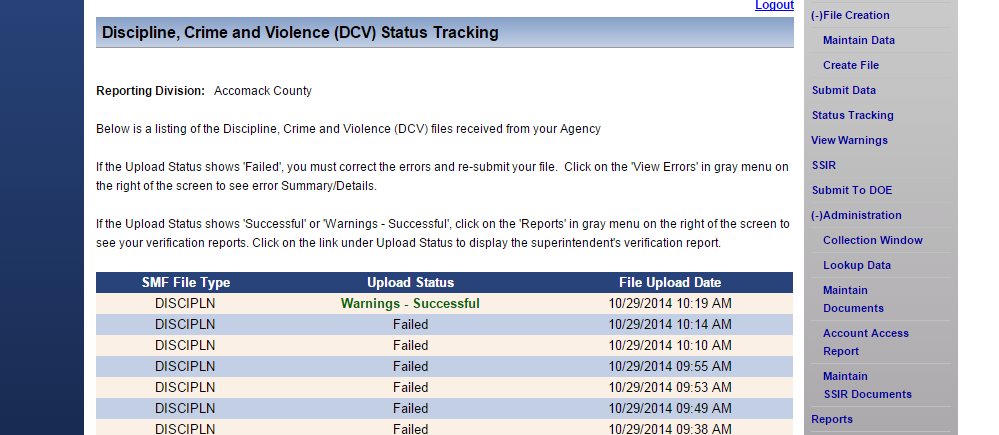 Logout
Discipline, Crime and Violence (DCV) Status Tracking
Reporting Division: Accomack County
Below is a listing of the Discipline, Crime and Violence (DCV) files received from your Agency
If the Upload Status shows 'Failed', you must correct the errors and re-submit your file. Click on the 'View Errors' in gray menu on
the right of the screen to see error Summary/Details.
If the Upload Status shows 'Successful' or 'Warnings - Successful', click on the 'Reports' in gray menu on the right of the screen to
see your verification reports. Click on the link under Upload Status to display the superintendent's verification report.
SMF File Type Upload Status File Upload Date
DISCIPLN Warnings - Successful 10/29/2014 10:19 AM
DISCIPLN Failed 10/29/2014 10:14 AM
DISCIPLN Failed 10/29/2014 10:10 AM
DISCIPLN Failed 10/29/2014 09:55 AM
DISCIPLN Failed 10/29/2014 09:53 AM
DISCIPLN Failed 10/29/2014 09:49 AM
DISCIPLN Failed 10/29/2014 09:38 AM
(-)File Creation
Maintain Data
Create File
Submit Data
Status Tracking
View Warnings
SSIR
Submit To DOE
(-)Administration
Collection Window
Lookup Data
Maintain
Documents
Account Access
Report
Maintain
SSIR Documents
Reports